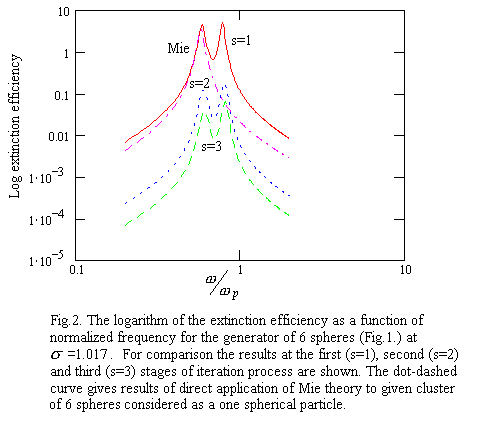 10
1
0.1
0.01
1·10⁻³
1·10⁻⁴
1·10⁻⁵
Log extinction efficiency
Mie
s=1
s=2
s=3
0.1
1
10
ω/ω p
Fig.2. The logarithm of the extinction efficiency as a function of
normalized frequency for the generator of 6 spheres (Fig.1.) at
σ =1.017. For comparison the results at the first (s=1), second (s=2)
and third (s=3) stages of iteration process are shown. The dot-dashed
curve gives results of direct application of Mie theory to given cluster
of 6 spheres considered as a one spherical particle.